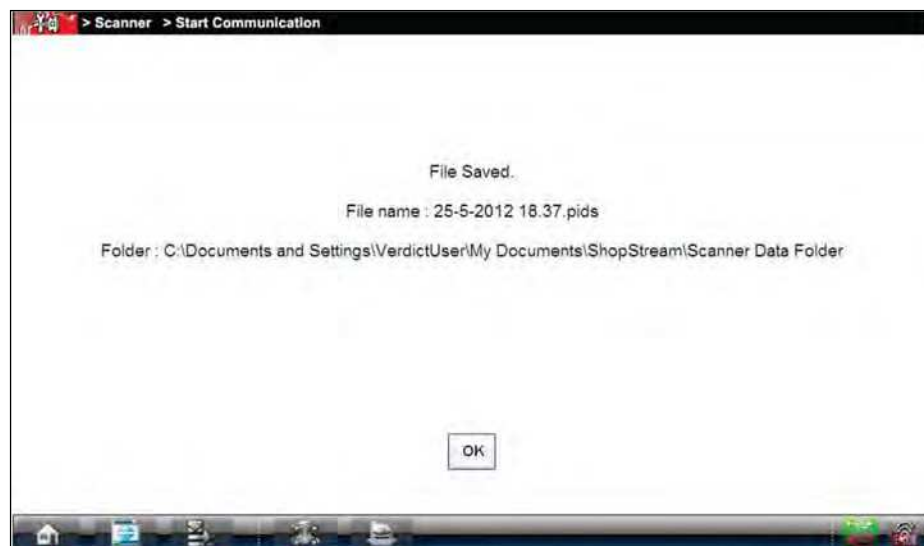 > Scanner > Start Communication
File Saved.
File name : 25-5-2012 18.37.pids
Folder : C:\Documents and Settings\VerdictUser\My Documents\ShopStream\Scanner Data Folder
OK